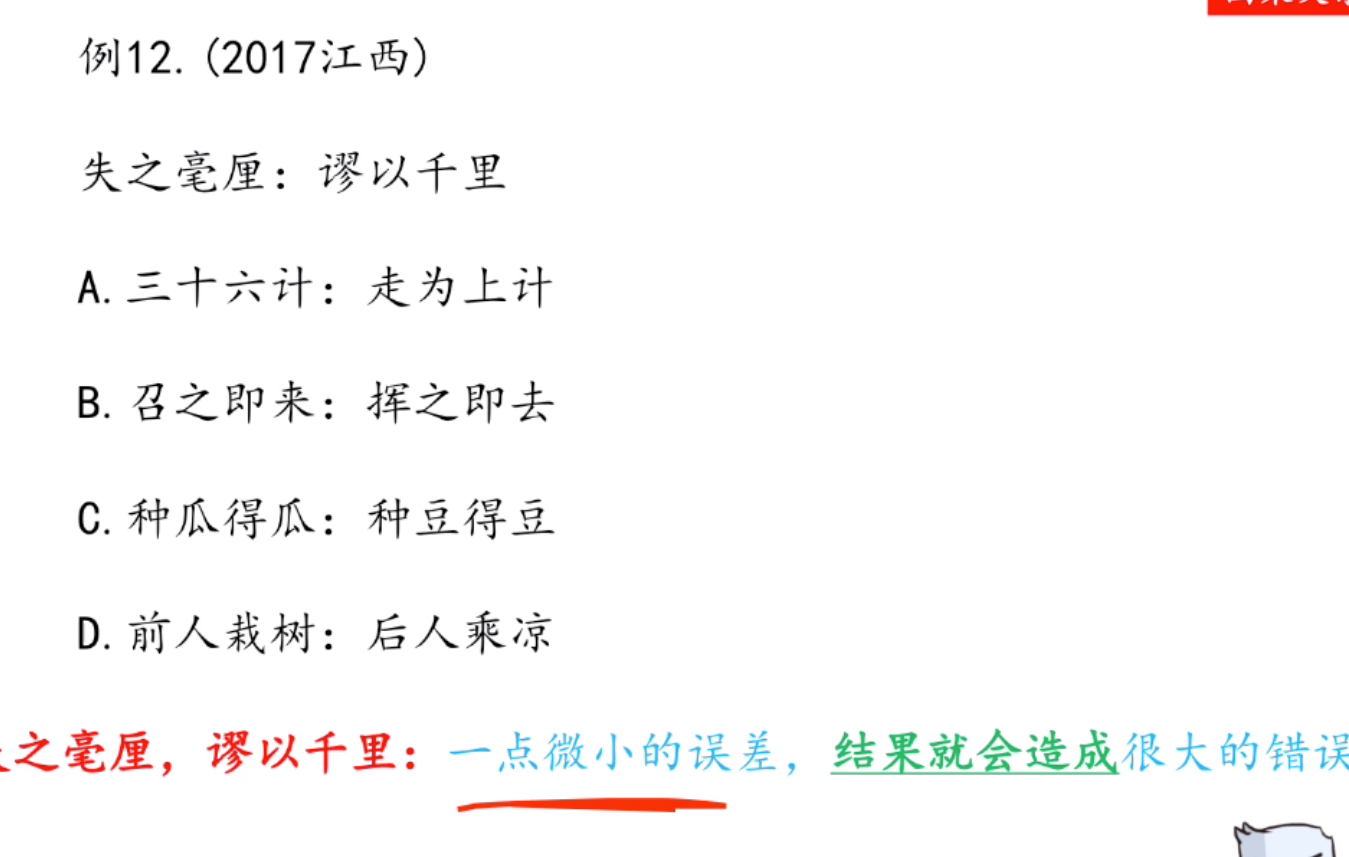 例12.(2017江西)
失之毫厘：谬以千里
A.三十六计：走为上计
B.召之即来：挥之即去
C.种瓜得瓜：种豆得豆
D.前人栽树：后人乘凉
之毫厘，谬以千里：一点微小的误差，结果就会造成很大的错误